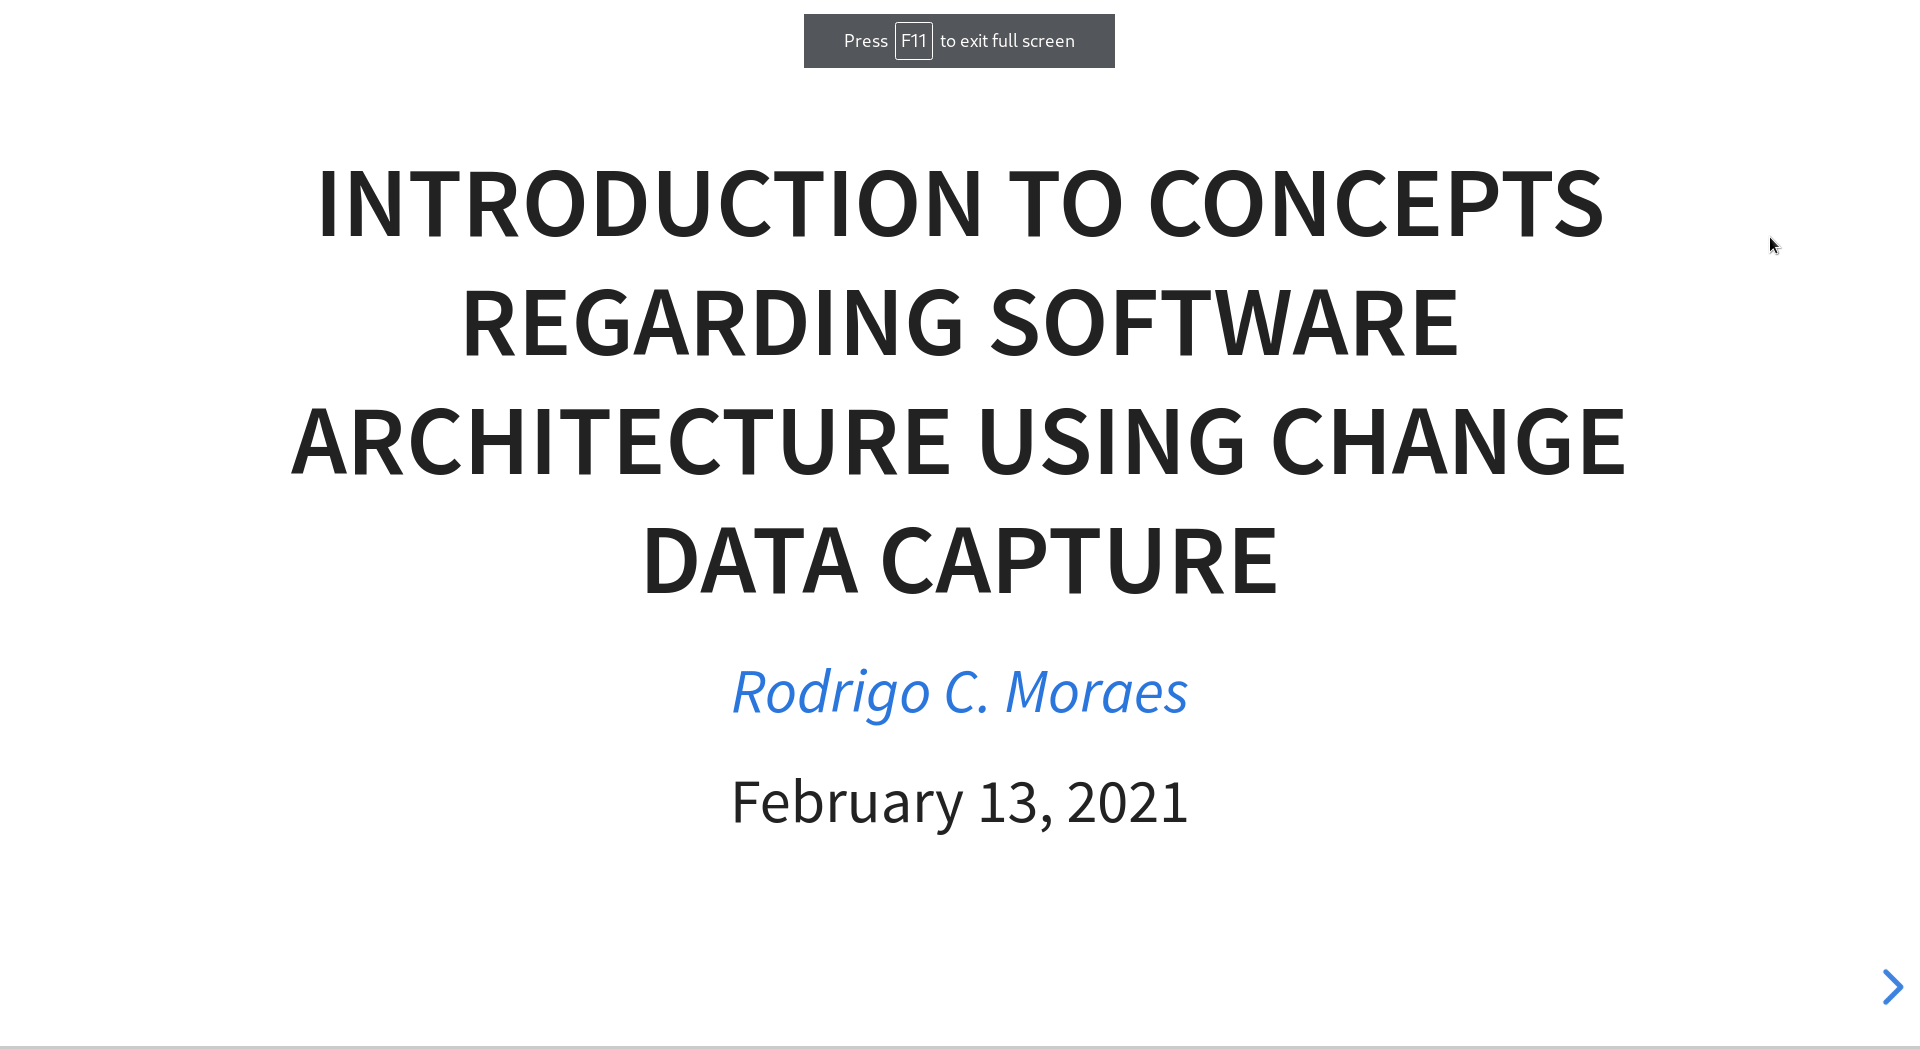 Press F11 to exit full screen
INTRODUCTION TO CONCEPTS
REGARDING SOFTWARE
ARCHITECTURE USING CHANGE
DATA CAPTURE
Rodrigo C. Moraes
February 13, 2021